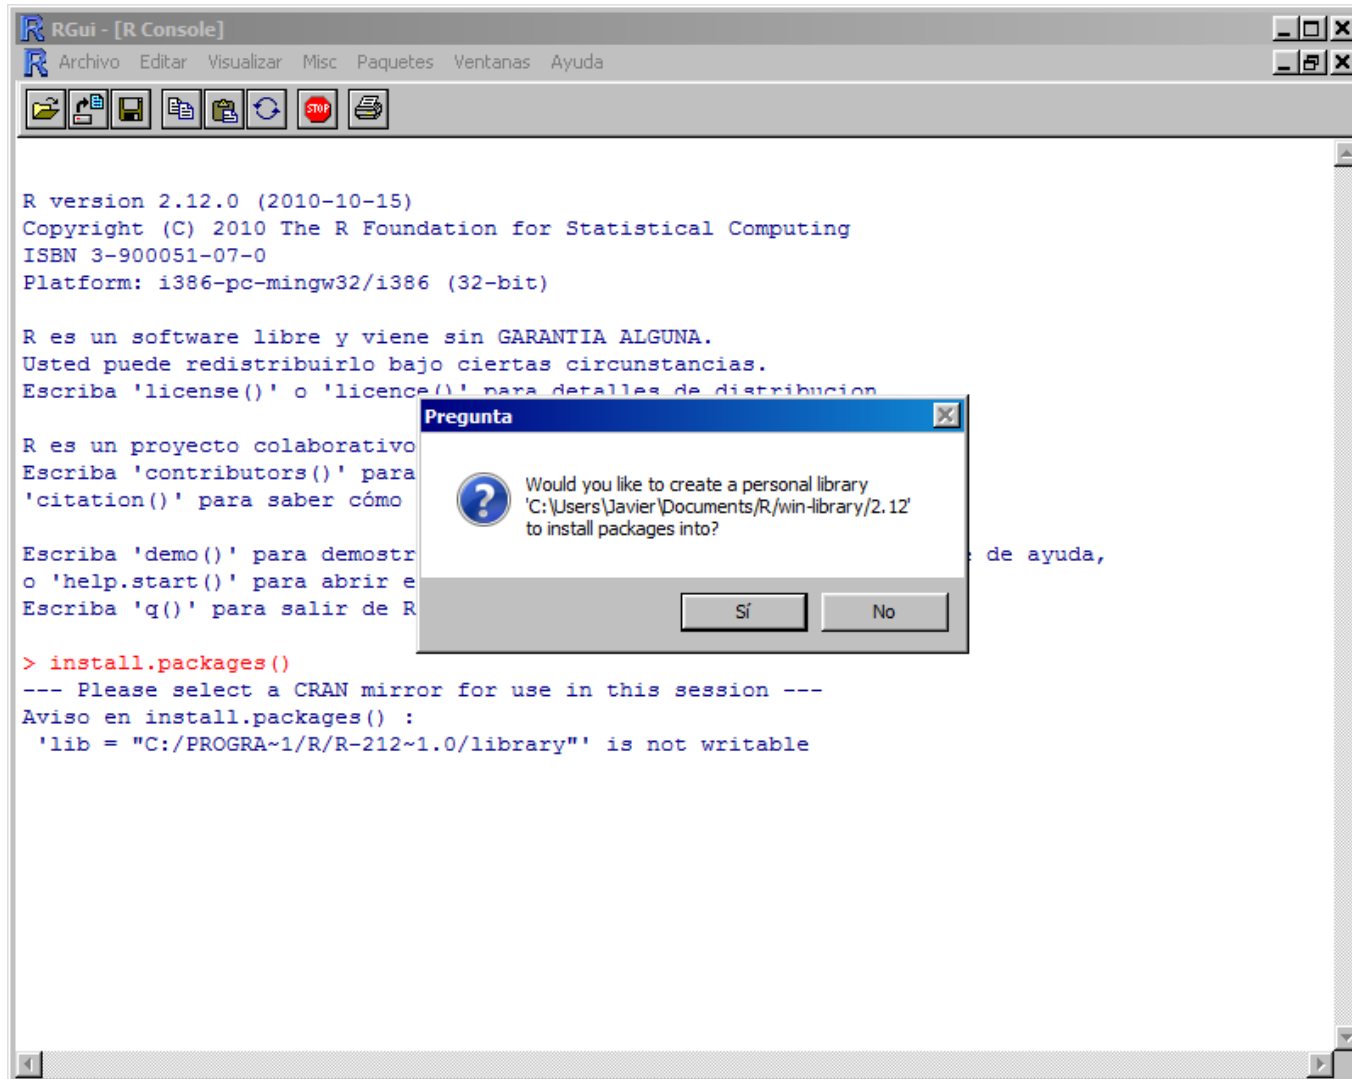 RGui - [R Console]
Archivo Editar Visualizar Misc Paquetes Ventanas Ayuda
STOP
R version 2.12.0 (2010-10-15)
Copyright (C) 2010 The R Foundation for Statistical Computing
ISBN 3-900051-07-0
Platform: i386-pc-mingw32/i386 (32-bit)
R es un software libre y viene sin GARANTIA ALGUNA.
Usted puede redistribuirlo bajo ciertas circunstancias.
Escriba 'license()' o 'licence()' para detalles de distribucion
R es un proyecto colaborativo
Escriba 'contributors()' para
'citation()' para saber cómo
Escriba 'demo()' para demostr de ayuda,
o 'help.start()' para abrir e
Escriba 'q()' para salir de R
Pregunta
Would you like to create a personal library
'C:\Users\Javier\Documents/R/win-library/2.12'
to install packages into?
Sí No
> install.packages()
--- Please select a CRAN mirror for use in this session ---
Aviso en install.packages() :
'lib = "C:/PROGRA~1/R/R-212~1.0/library"' is not writable